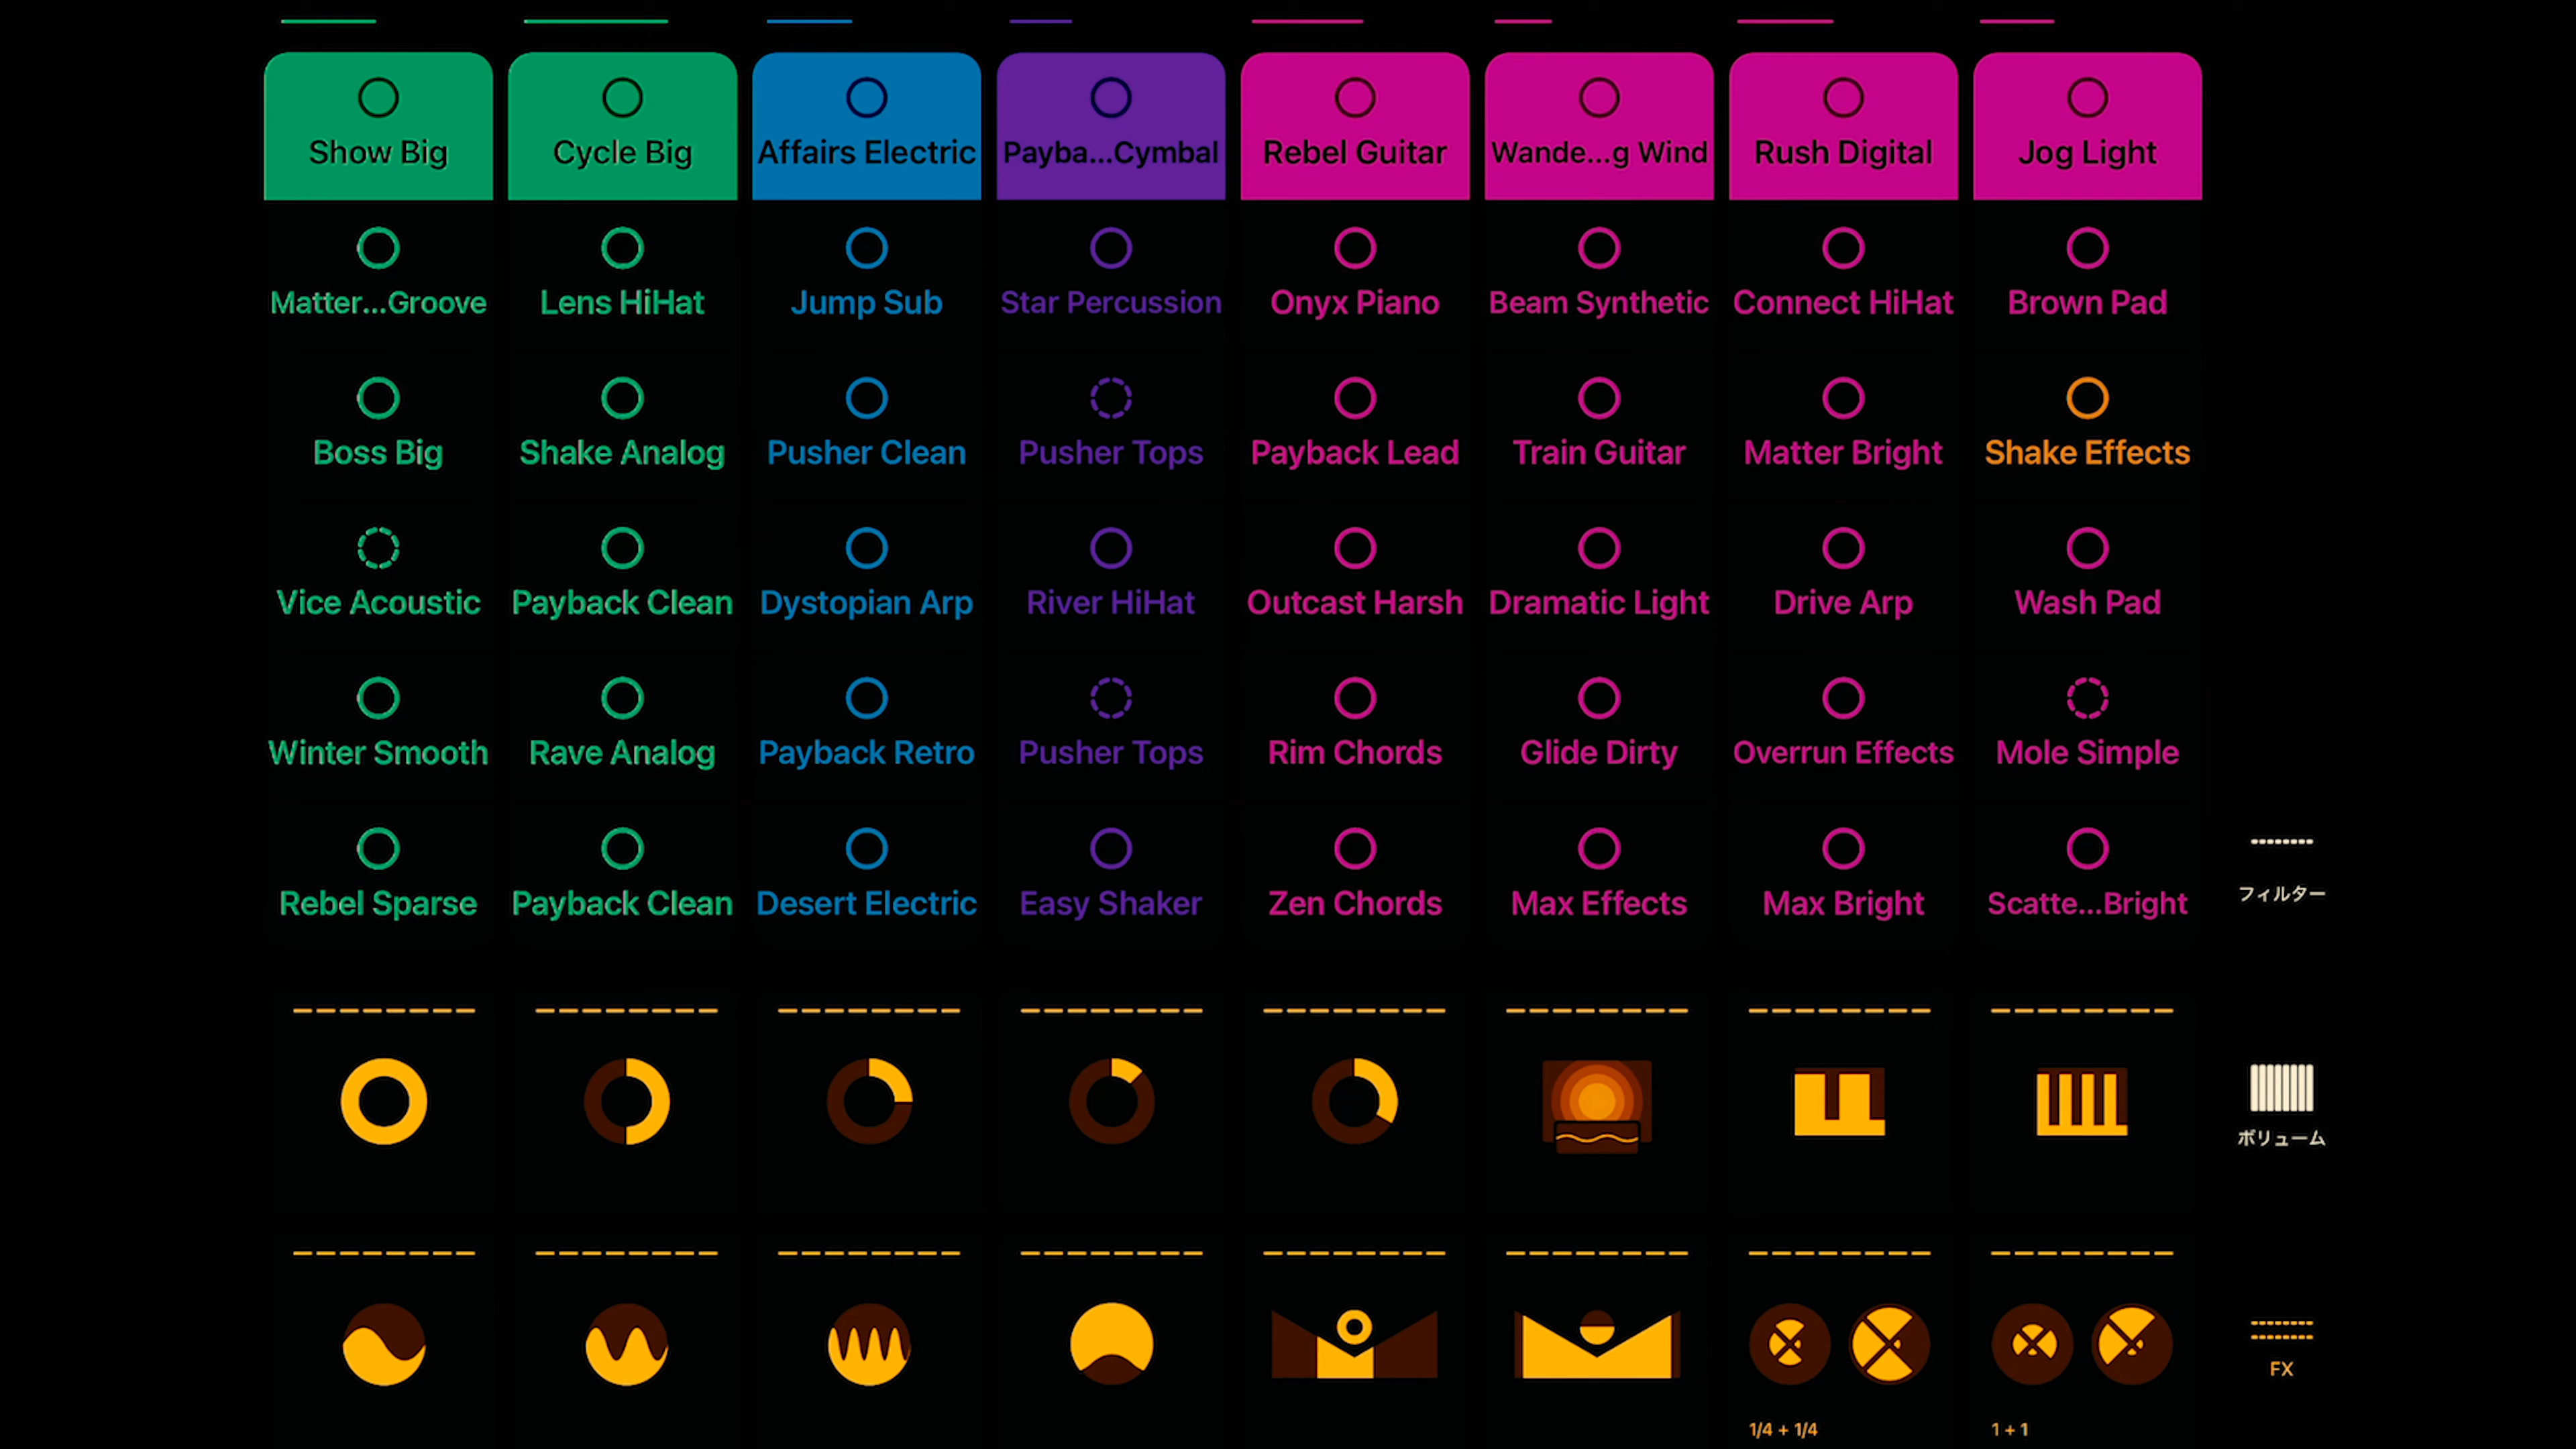 Show Big
Cycle Big
Affairs Electric
Payba...Cymbal
Rebel Guitar
Wande...g Wind
Rush Digital
Jog Light
Matter...Groove
Lens HiHat
Jump Sub
Star Percussion
Onyx Piano
Beam Synthetic
Connect HiHat
Brown Pad
Boss Big
Shake Analog
Pusher Clean
Pusher Tops
Payback Lead
Train Guitar
Matter Bright
Shake Effects
Vice Acoustic
Payback Clean
Dystopian Arp
River HiHat
Outcast Harsh
Dramatic Light
Drive Arp
Wash Pad
Winter Smooth
Rave Analog
Payback Retro
Pusher Tops
Rim Chords
Glide Dirty
Overrun Effects
Mole Simple
Rebel Sparse
Payback Clean
Desert Electric
Easy Shaker
Zen Chords
Max Effects
Max Bright
Scatte...Bright
フィルター
ボリューム
FX
1/4 + 1/4
1 + 1